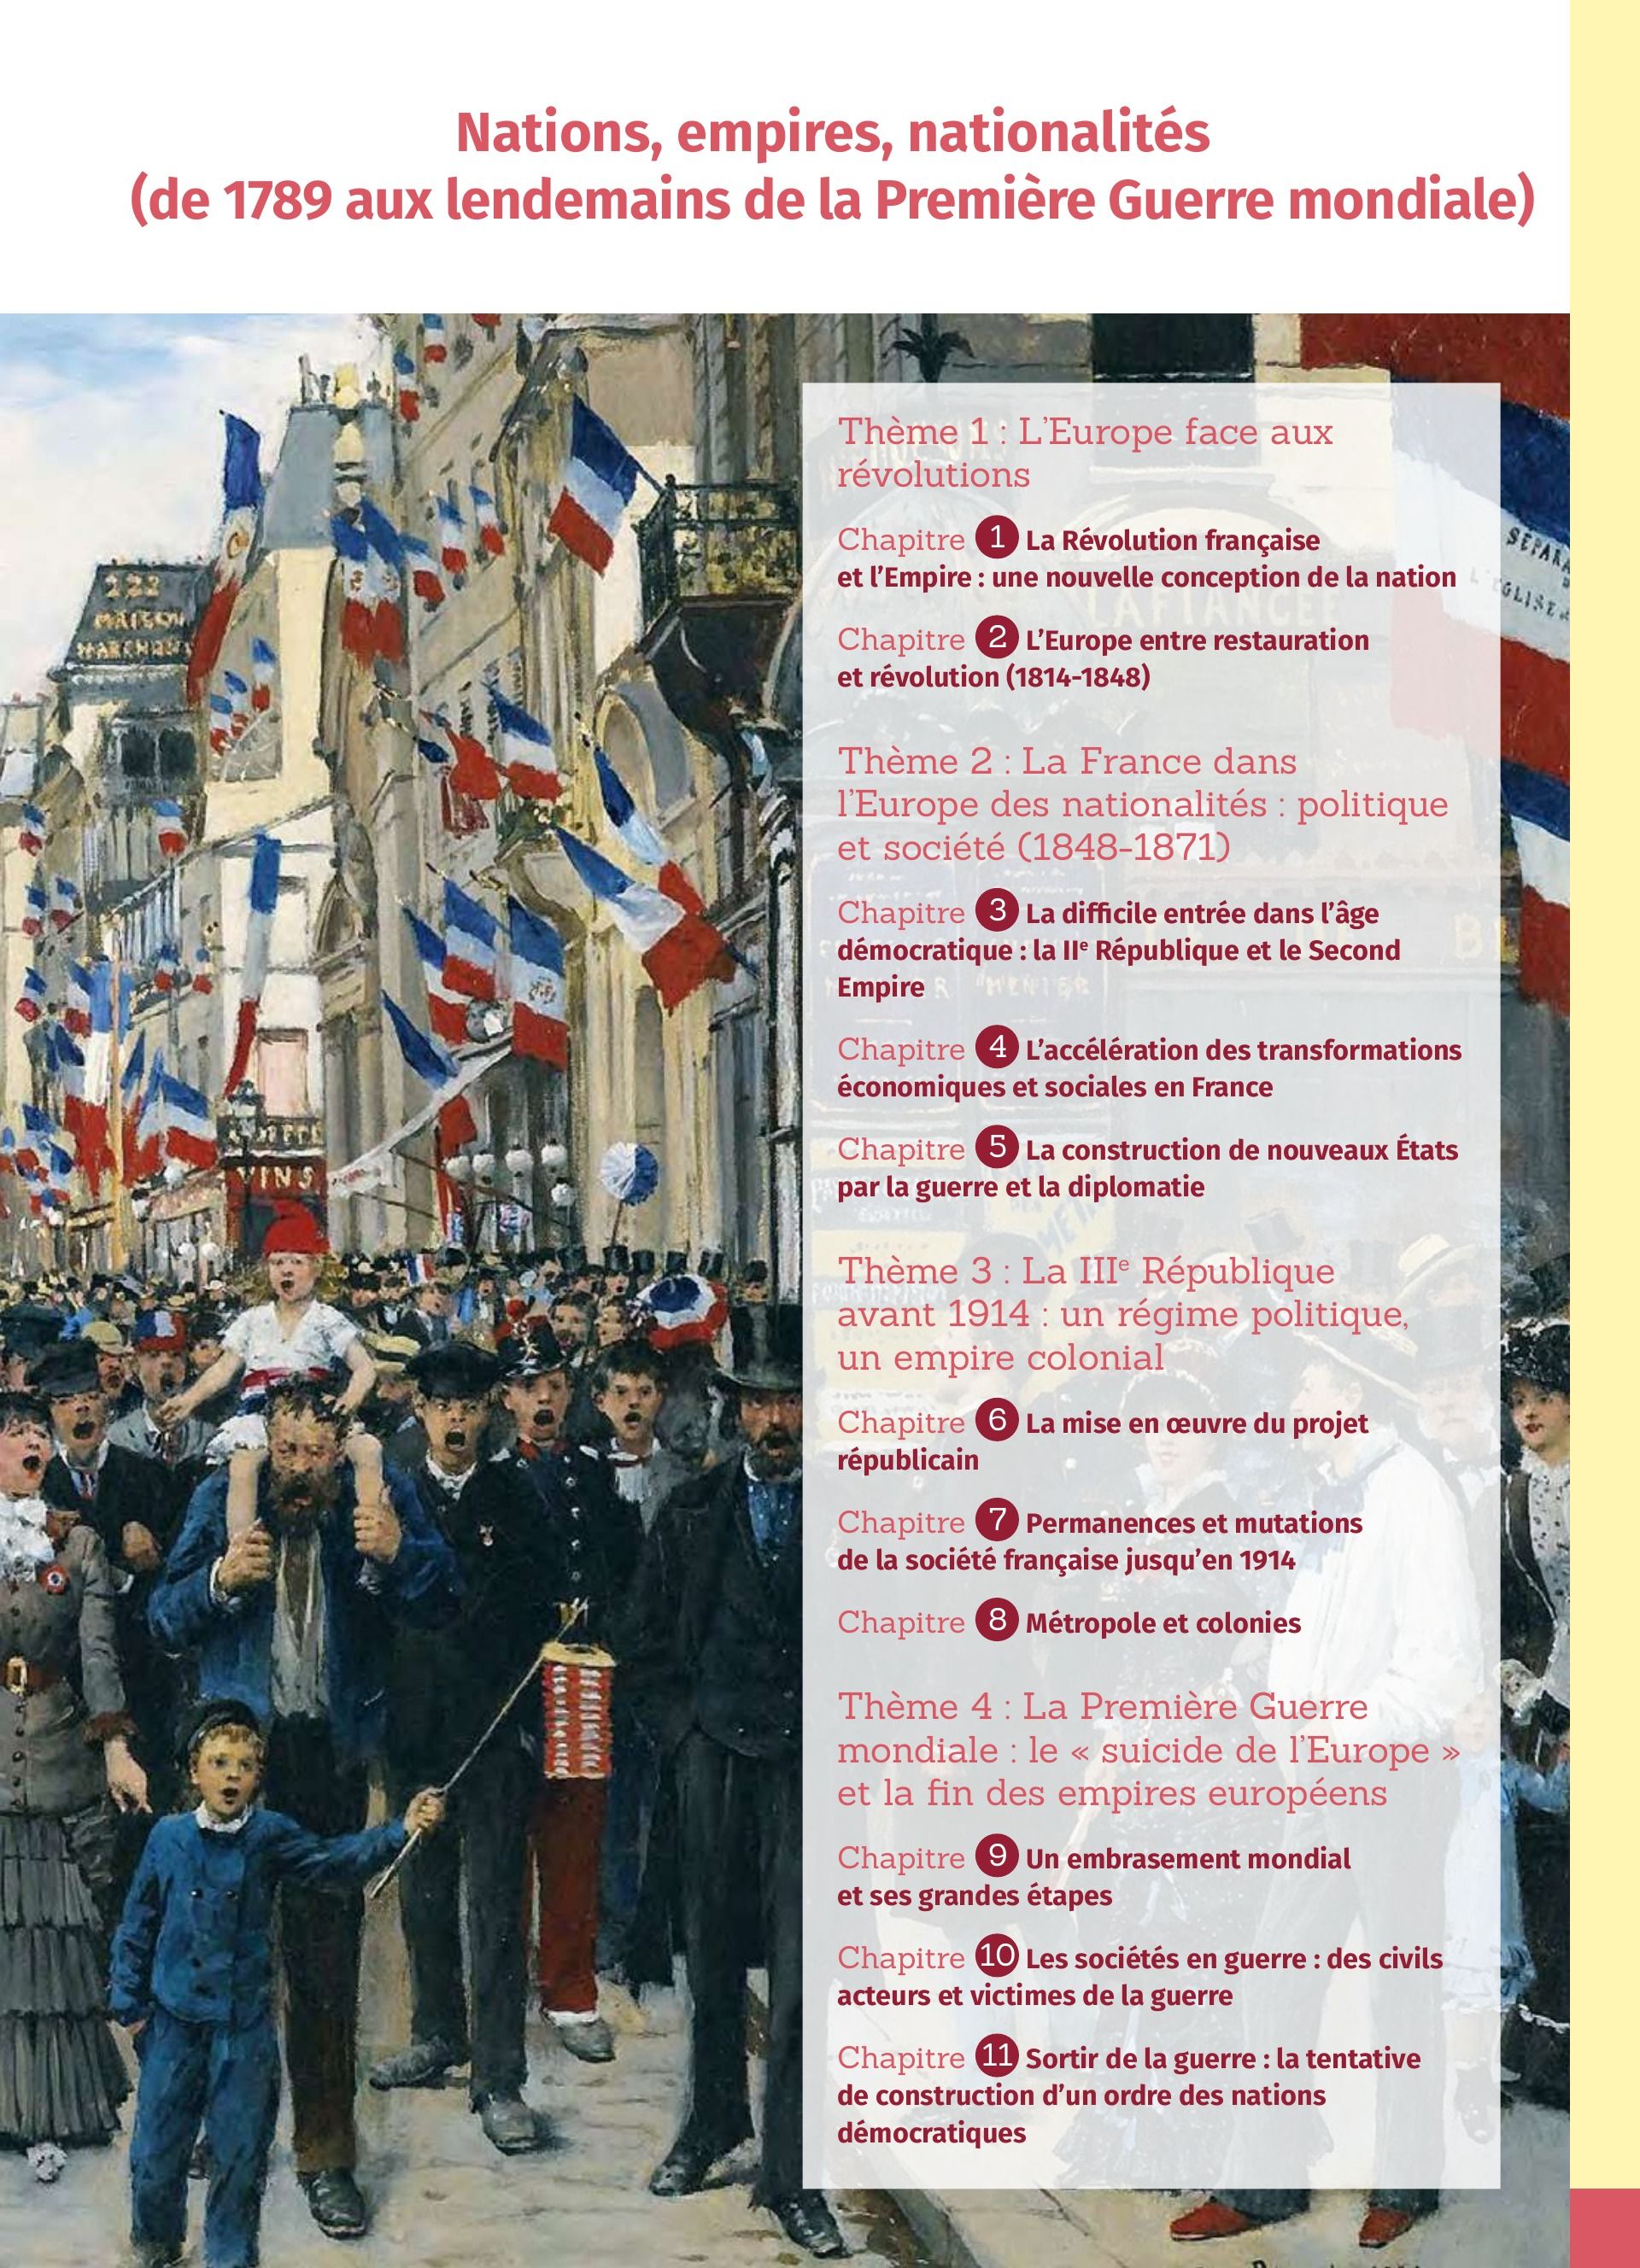 Nations, empires, nationalités
(de 1789 aux lendemains de la Première Guerre mondiale)
Thème 1 : L’Europe face aux
révolutions
Chapitre 1 La Révolution française
et l’Empire : une nouvelle conception de la nation
Chapitre 2 L’Europe entre restauration
et révolution (1814-1848)
Thème 2 : La France dans
l’Europe des nationalités : politique
et société (1848-1871)
Chapitre 3 La difficile entrée dans l’âge
démocratique : la IIe République et le Second
Empire
Chapitre 4 L’accélération des transformations
économiques et sociales en France
Chapitre 5 La construction de nouveaux États
par la guerre et la diplomatie
Thème 3 : La IIIe République
avant 1914 : un régime politique,
un empire colonial
Chapitre 6 La mise en œuvre du projet
républicain
Chapitre 7 Permanences et mutations
de la société française jusqu’en 1914
Chapitre 8 Métropole et colonies
Thème 4 : La Première Guerre
mondiale : le « suicide de l’Europe »
et la fin des empires européens
Chapitre 9 Un embrasement mondial
et ses grandes étapes
Chapitre 10 Les sociétés en guerre : des civils
acteurs et victimes de la guerre
Chapitre 11 Sortir de la guerre : la tentative
de construction d’un ordre des nations
démocratiques
222
MAISON
VINS